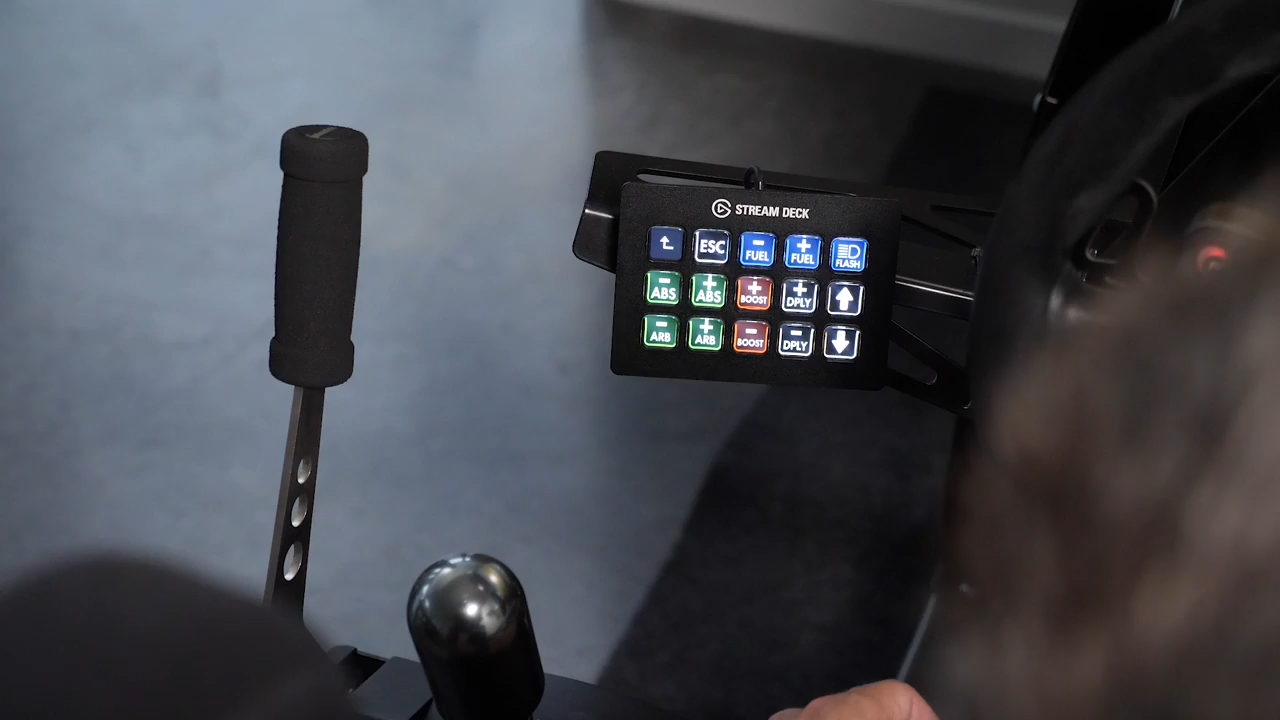 STREAM DECK
ESC - FUEL + FUEL FLASH
- ABS + ABS + BOOST + DPLY
- ARB + ARB - BOOST - DPLY